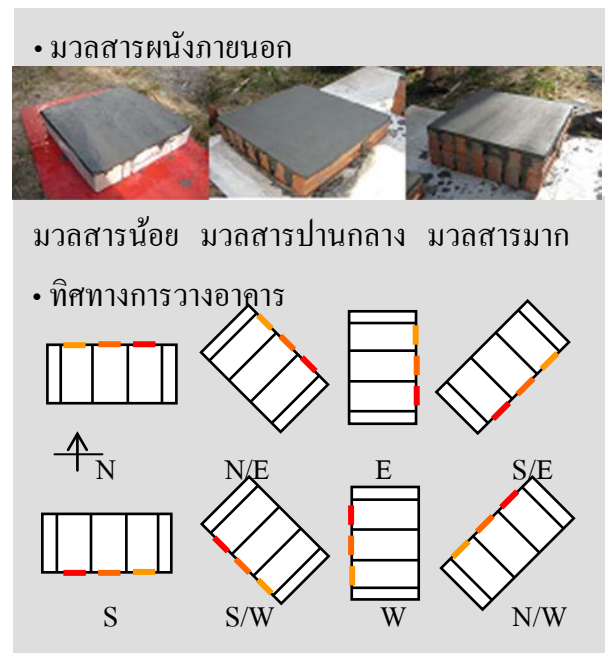 • มวลสารผนังภายนอก
มวลสารน้อย มวลสารปานกลาง มวลสารมาก
• ทิศทางการวางอาคาร
N N/E E S/E
S S/W W N/W